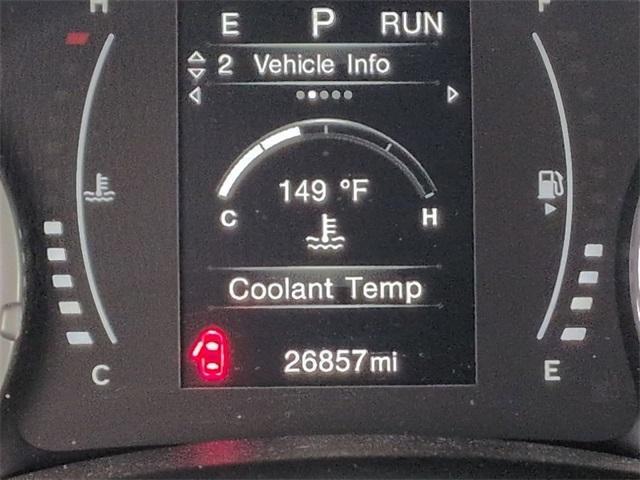 H F
E P RUN
2 Vehicle Info
149 °F
C H
Coolant Temp
26857mi
C E